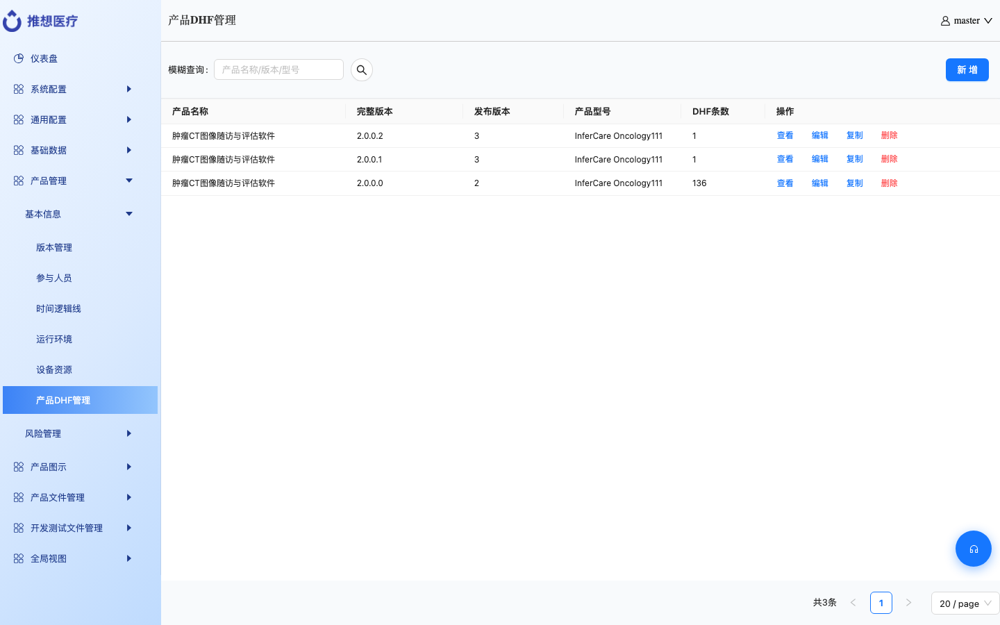 推想医疗
产品DHF管理
master
仪表盘
系统配置
通用配置
基础数据
产品管理
基本信息
版本管理
参与人员
时间逻辑线
运行环境
设备资源
产品DHF管理
风险管理
产品图示
产品文件管理
开发测试文件管理
全局视图
模糊查询: 产品名称/版本/型号
新 增
产品名称 完整版本 发布版本 产品型号 DHF条数 操作
肿瘤CT图像随访与评估软件 2.0.0.2 3 InferCare Oncology111 1 查看 编辑 复制 删除
肿瘤CT图像随访与评估软件 2.0.0.1 3 InferCare Oncology111 1 查看 编辑 复制 删除
肿瘤CT图像随访与评估软件 2.0.0.0 2 InferCare Oncology111 136 查看 编辑 复制 删除
共3条 1 20 / page